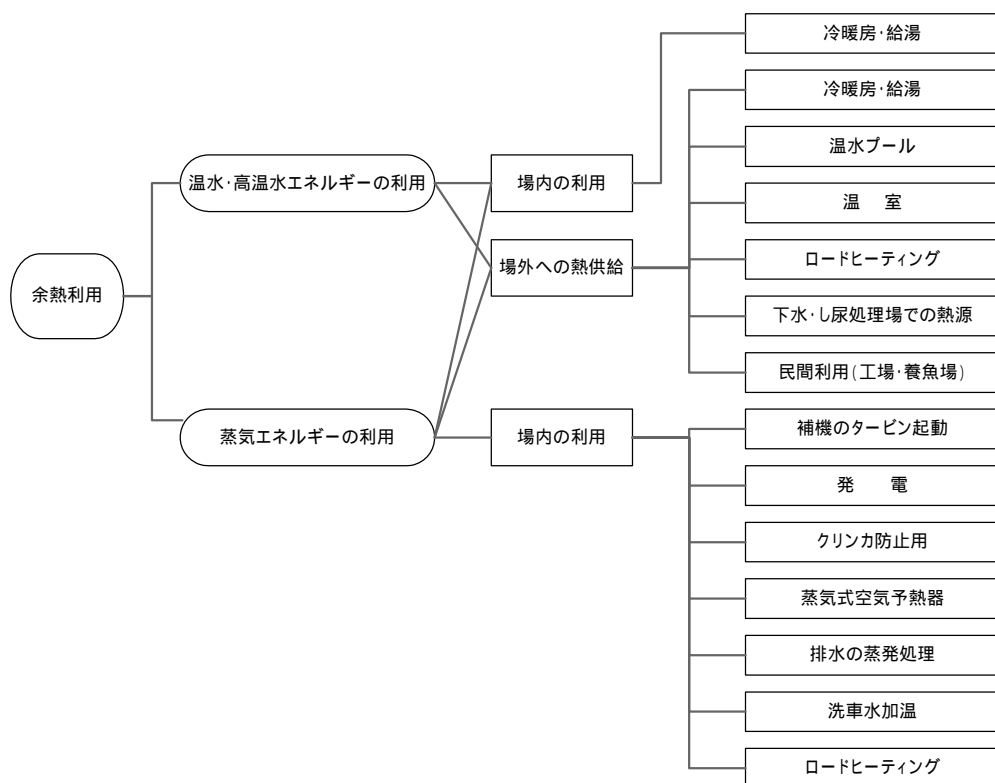 余熱利用
温水・高温水エネルギーの利用
蒸気エネルギーの利用
場内の利用
場外への熱供給
場内の利用
冷暖房・給湯
冷暖房・給湯
温水プール
温　室
ロードヒーティング
下水・し尿処理場での熱源
民間利用(工場・養魚場)
補機のタービン起動
発　電
クリンカ防止用
蒸気式空気予熱器
排水の蒸発処理
洗車水加温
ロードヒーティング